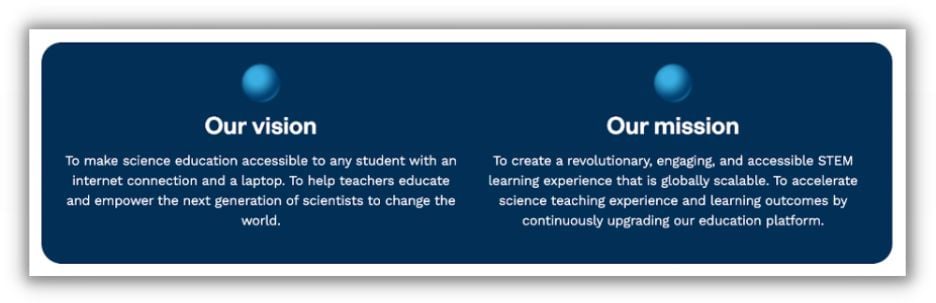 Our vision
To make science education accessible to any student with an
internet connection and a laptop. To help teachers educate
and empower the next generation of scientists to change the
world.
Our mission
To create a revolutionary, engaging, and accessible STEM
learning experience that is globally scalable. To accelerate
science teaching experience and learning outcomes by
continuously upgrading our education platform.